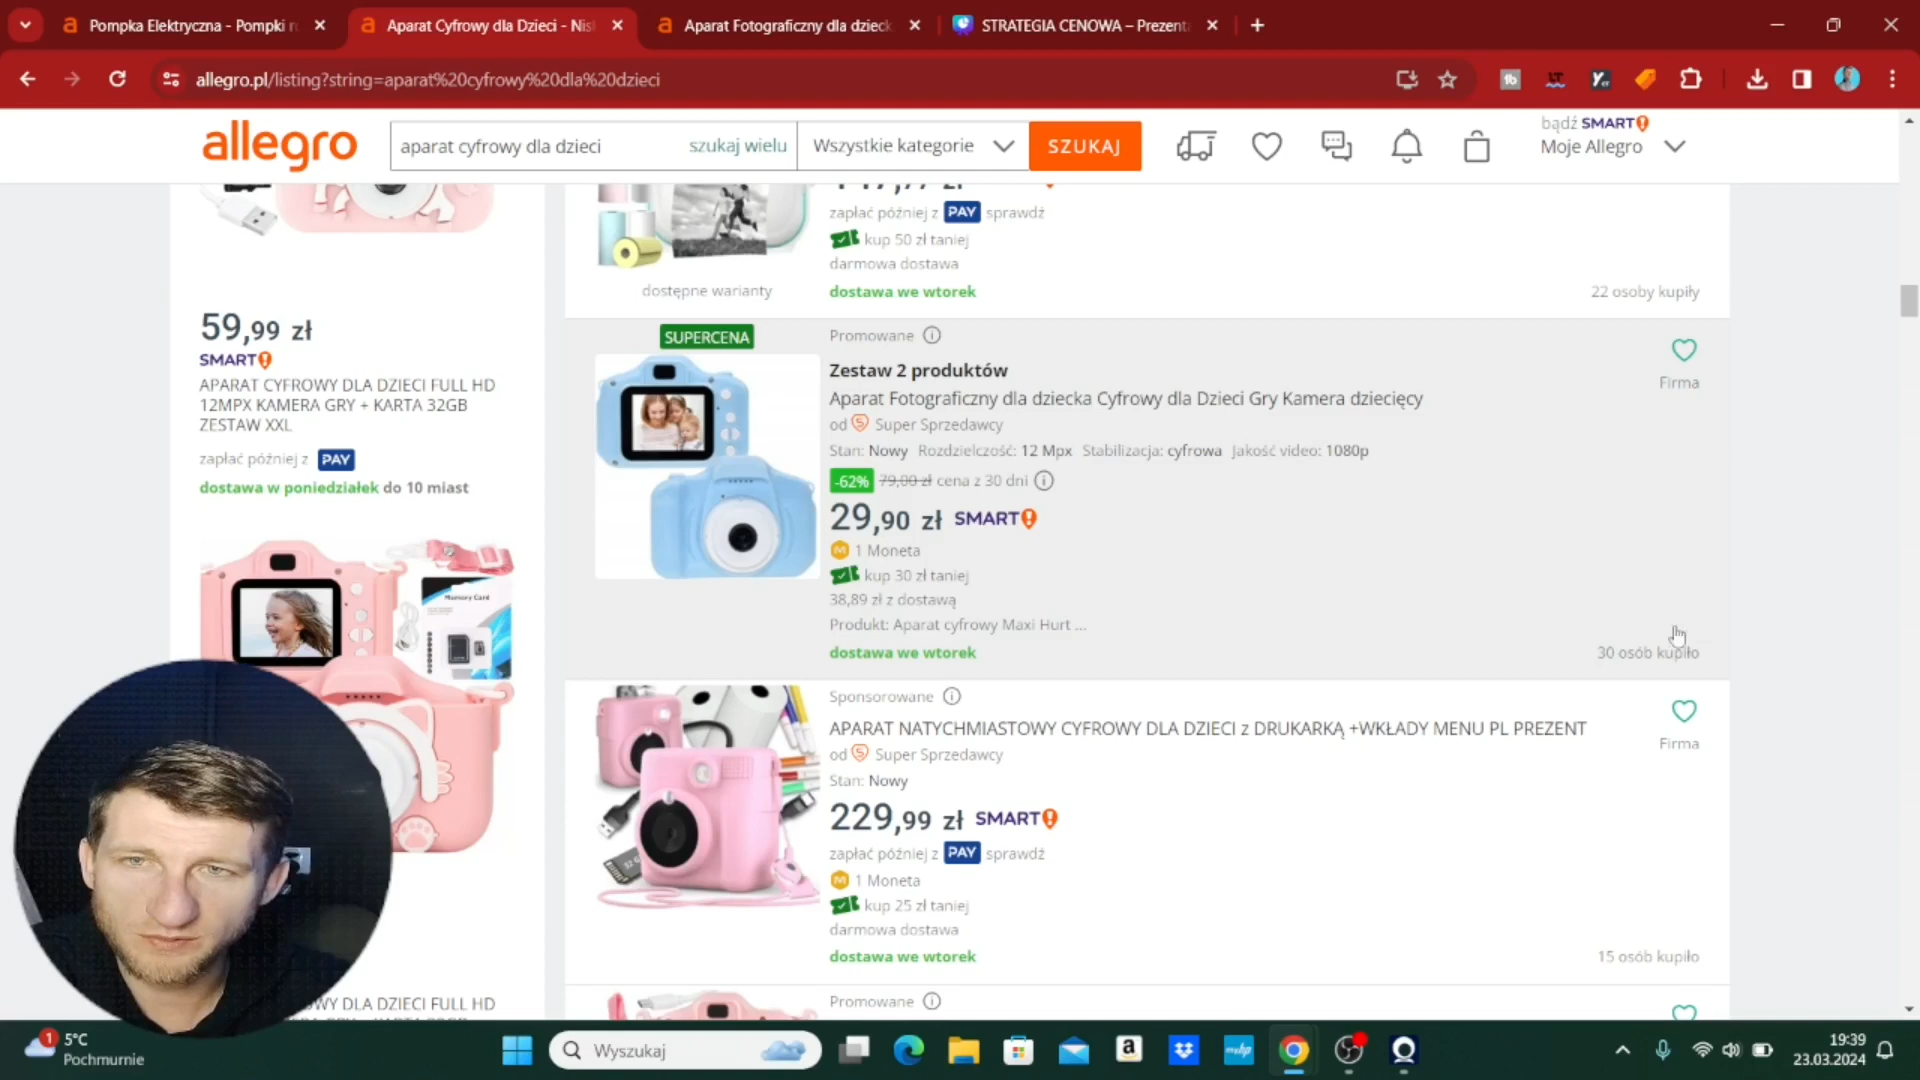 Pompka Elektryczna - Pompki r
Aparat Cyfrowy dla Dzieci - Nis
Aparat Fotograficzny dla dzieck
STRATEGIA CENOWA – Prezent
allegro.pl/listing?string=aparat%20cyfrowy%20dla%20dzieci
allegro
aparat cyfrowy dla dzieci
szukaj wielu
Wszystkie kategorie
SZUKAJ
bądź SMART!
Moje Allegro
59,99 zł
SMART!
APARAT CYFROWY DLA DZIECI FULL HD
12MPX KAMERA GRY + KARTA 32GB
ZESTAW XXL
zapłać później z PAY
dostawa w poniedziałek do 10 miast
Memory Card
DLA DZIECI FULL HD
zapłać później z PAY sprawdź
kup 50 zł taniej
darmowa dostawa
dostępne warianty
dostawa we wtorek
22 osoby kupiły
SUPERCENA
Promowane
Zestaw 2 produktów
Aparat Fotograficzny dla dziecka Cyfrowy dla Dzieci Gry Kamera dziecięcy
Firma
od Super Sprzedawcy
Stan: Nowy Rozdzielczość: 12 Mpx Stabilizacja: cyfrowa Jakość video: 1080p
-62% 79,00 zł cena z 30 dni
29,90 zł SMART!
1 Moneta
kup 30 zł taniej
38,89 zł z dostawą
Produkt: Aparat cyfrowy Maxi Hurt ...
dostawa we wtorek
30 osób kupiło
Sponsorowane
APARAT NATYCHMIASTOWY CYFROWY DLA DZIECI z DRUKARKĄ +WKŁADY MENU PL PREZENT
Firma
od Super Sprzedawcy
Stan: Nowy
229,99 zł SMART!
zapłać później z PAY sprawdź
1 Moneta
kup 25 zł taniej
darmowa dostawa
dostawa we wtorek
15 osób kupiło
Promowane
1
5°C
Pochmurnie
Wyszukaj
19:39
23.03.2024